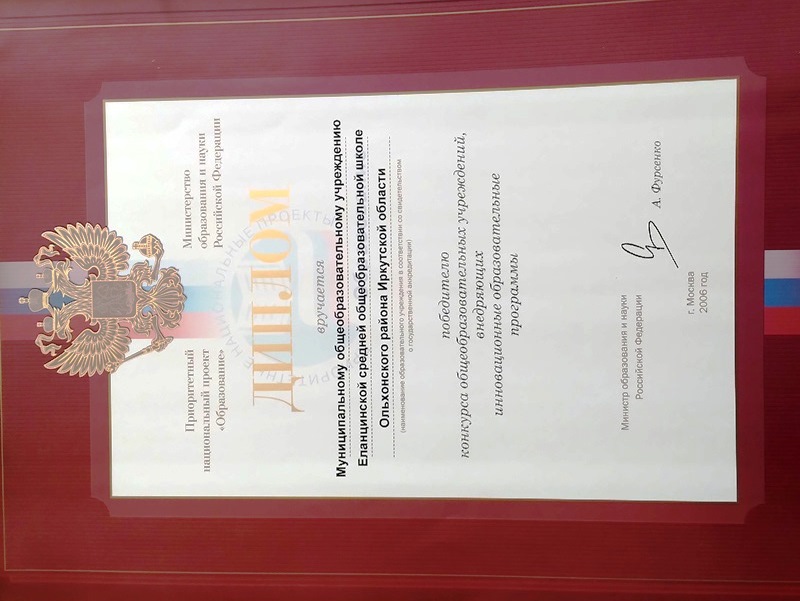 Приоритетный
национальный проект
«Образование»
Министерство
образования и науки
Российской Федерации
ДИПЛОМ
вручается
Муниципальному общеобразовательному учреждению
Еланцинской средней общеобразовательной школе
Ольхонского района Иркутской области
(наименование образовательного учреждения в соответствии со свидетельством
о государственной аккредитации)
победителю
конкурса общеобразовательных учреждений,
внедряющих
инновационные образовательные
программы
Министр образования и науки
Российской Федерации
А. Фурсенко
г. Москва
2006 год